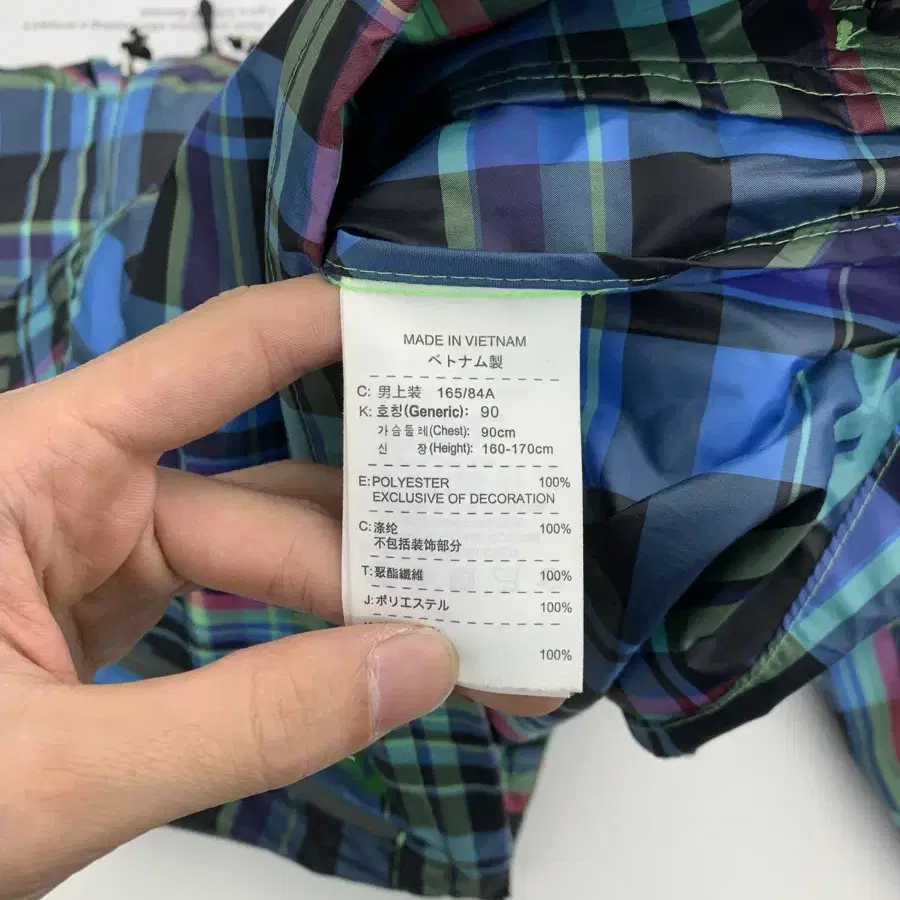 MADE IN VIETNAM
ベトナム製
C: 男上装 165/84A
K: 호칭(Generic): 90
가슴둘레(Chest): 90cm
신 장(Height): 160-170cm
E: POLYESTER 100%
EXCLUSIVE OF DECORATION
C: 涤纶 100%
不包括装饰部分
T: 聚酯纖維 100%
J: ポリエステル 100%
100%